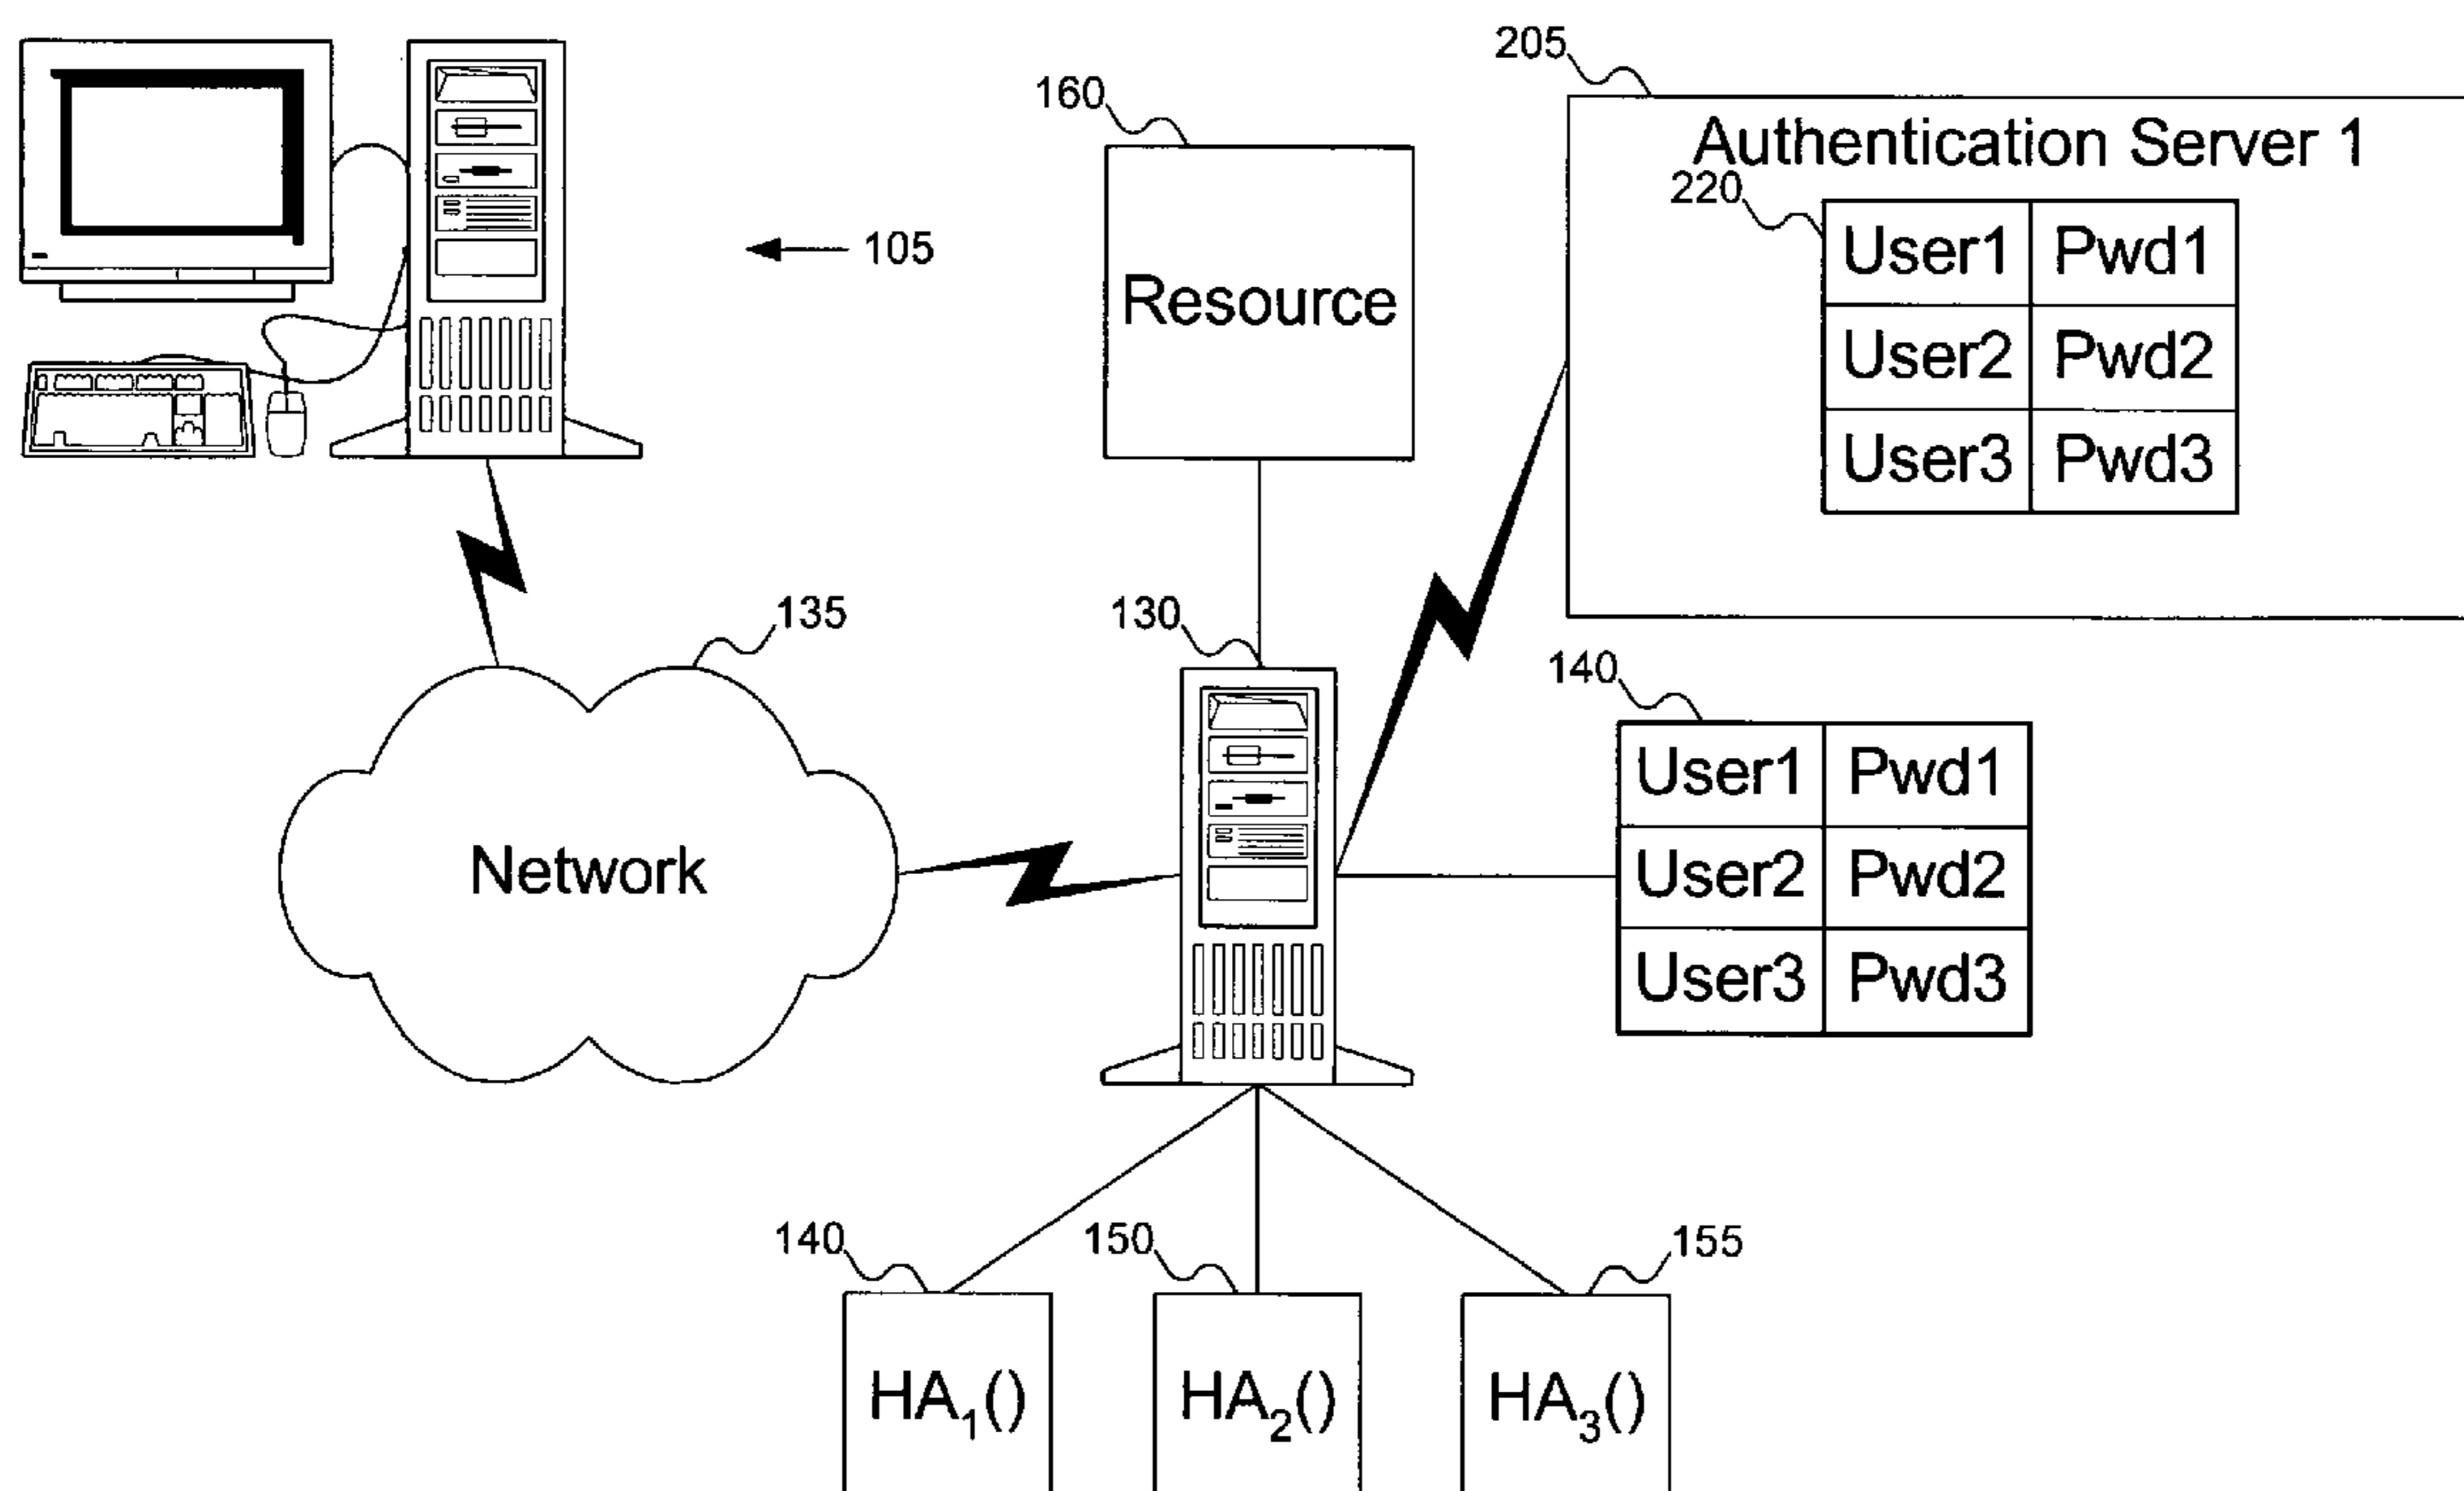 205
160
Authentication Server 1
220
User1 Pwd1
105
Resource
User2 Pwd2
User3 Pwd3
135
130
140
User1 Pwd1
Network
User2 Pwd2
User3 Pwd3
140
150
155
HA₁()
HA₂()
HA₃()